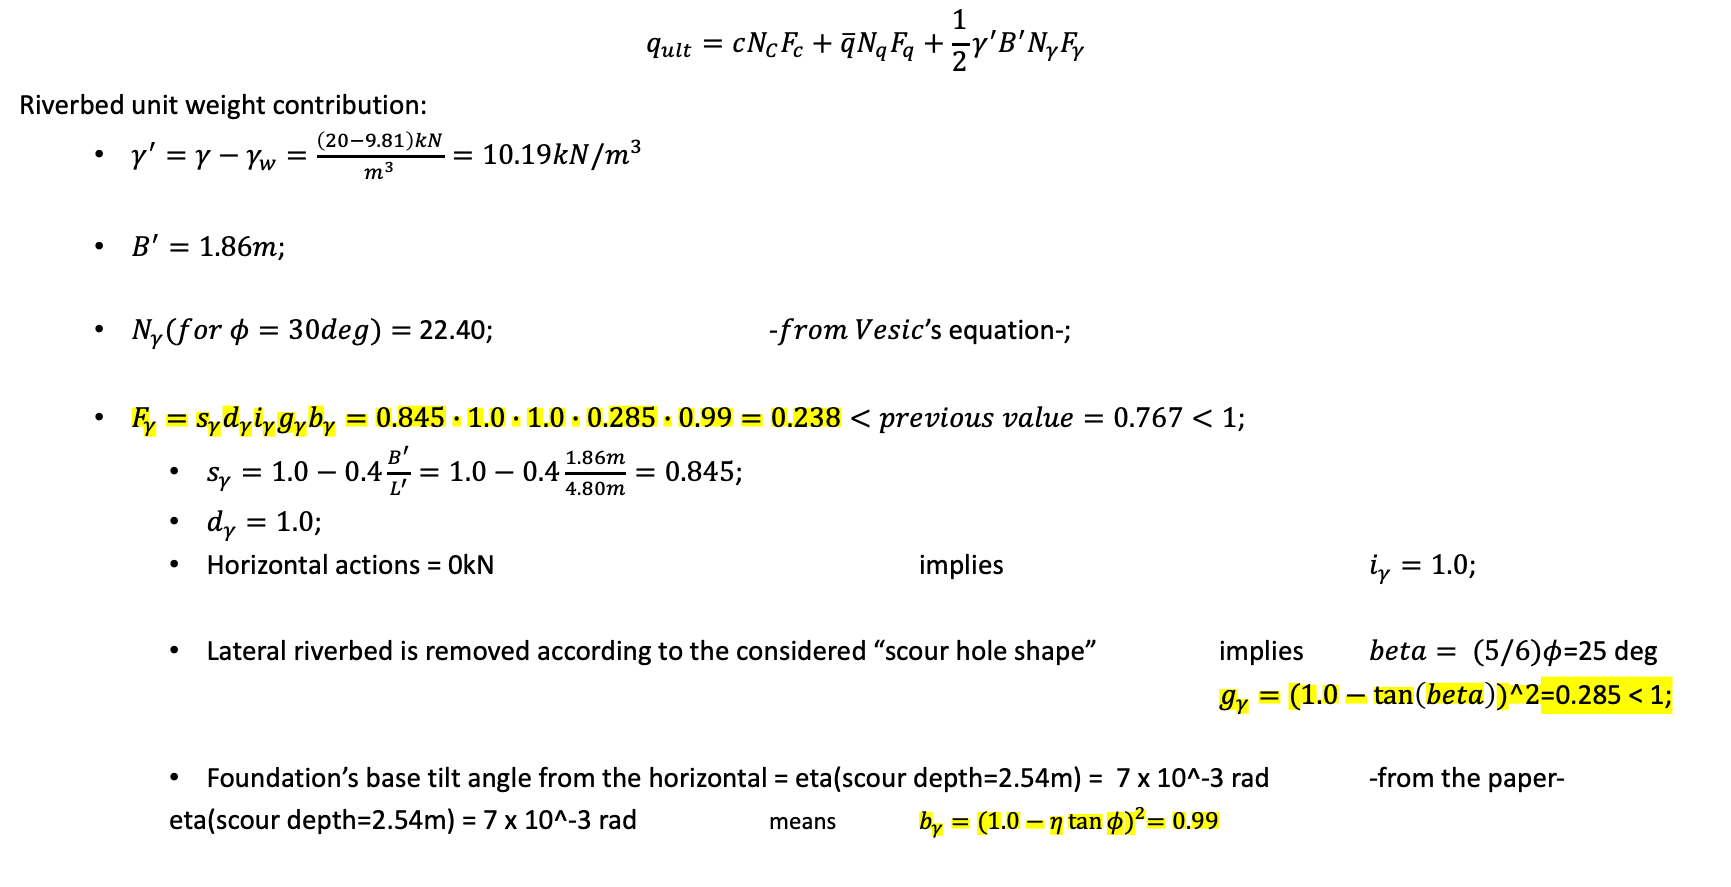 q_ult = cN_C F_c + q̄N_q F_q + 1/2 γ′B′N_γ F_γ
Riverbed unit weight contribution:
• γ′ = γ − γ_w = (20−9.81)kN/m³ = 10.19kN/m³
• B′ = 1.86m;
• N_γ(for ϕ = 30deg) = 22.40; -from Vesic's equation-;
• F_γ = s_γ d_γ i_γ g_γ b_γ = 0.845 · 1.0 · 1.0 · 0.285 · 0.99 = 0.238 < previous value = 0.767 < 1;
• s_γ = 1.0 − 0.4 B′/L′ = 1.0 − 0.4 1.86m/4.80m = 0.845;
• d_γ = 1.0;
• Horizontal actions = 0kN implies i_γ = 1.0;
• Lateral riverbed is removed according to the considered “scour hole shape” implies beta = (5/6)ϕ=25 deg
g_γ = (1.0 − tan(beta))^2=0.285 < 1;
• Foundation’s base tilt angle from the horizontal = eta(scour depth=2.54m) = 7 x 10^-3 rad -from the paper-
eta(scour depth=2.54m) = 7 x 10^-3 rad means b_γ = (1.0 − η tan ϕ)² = 0.99